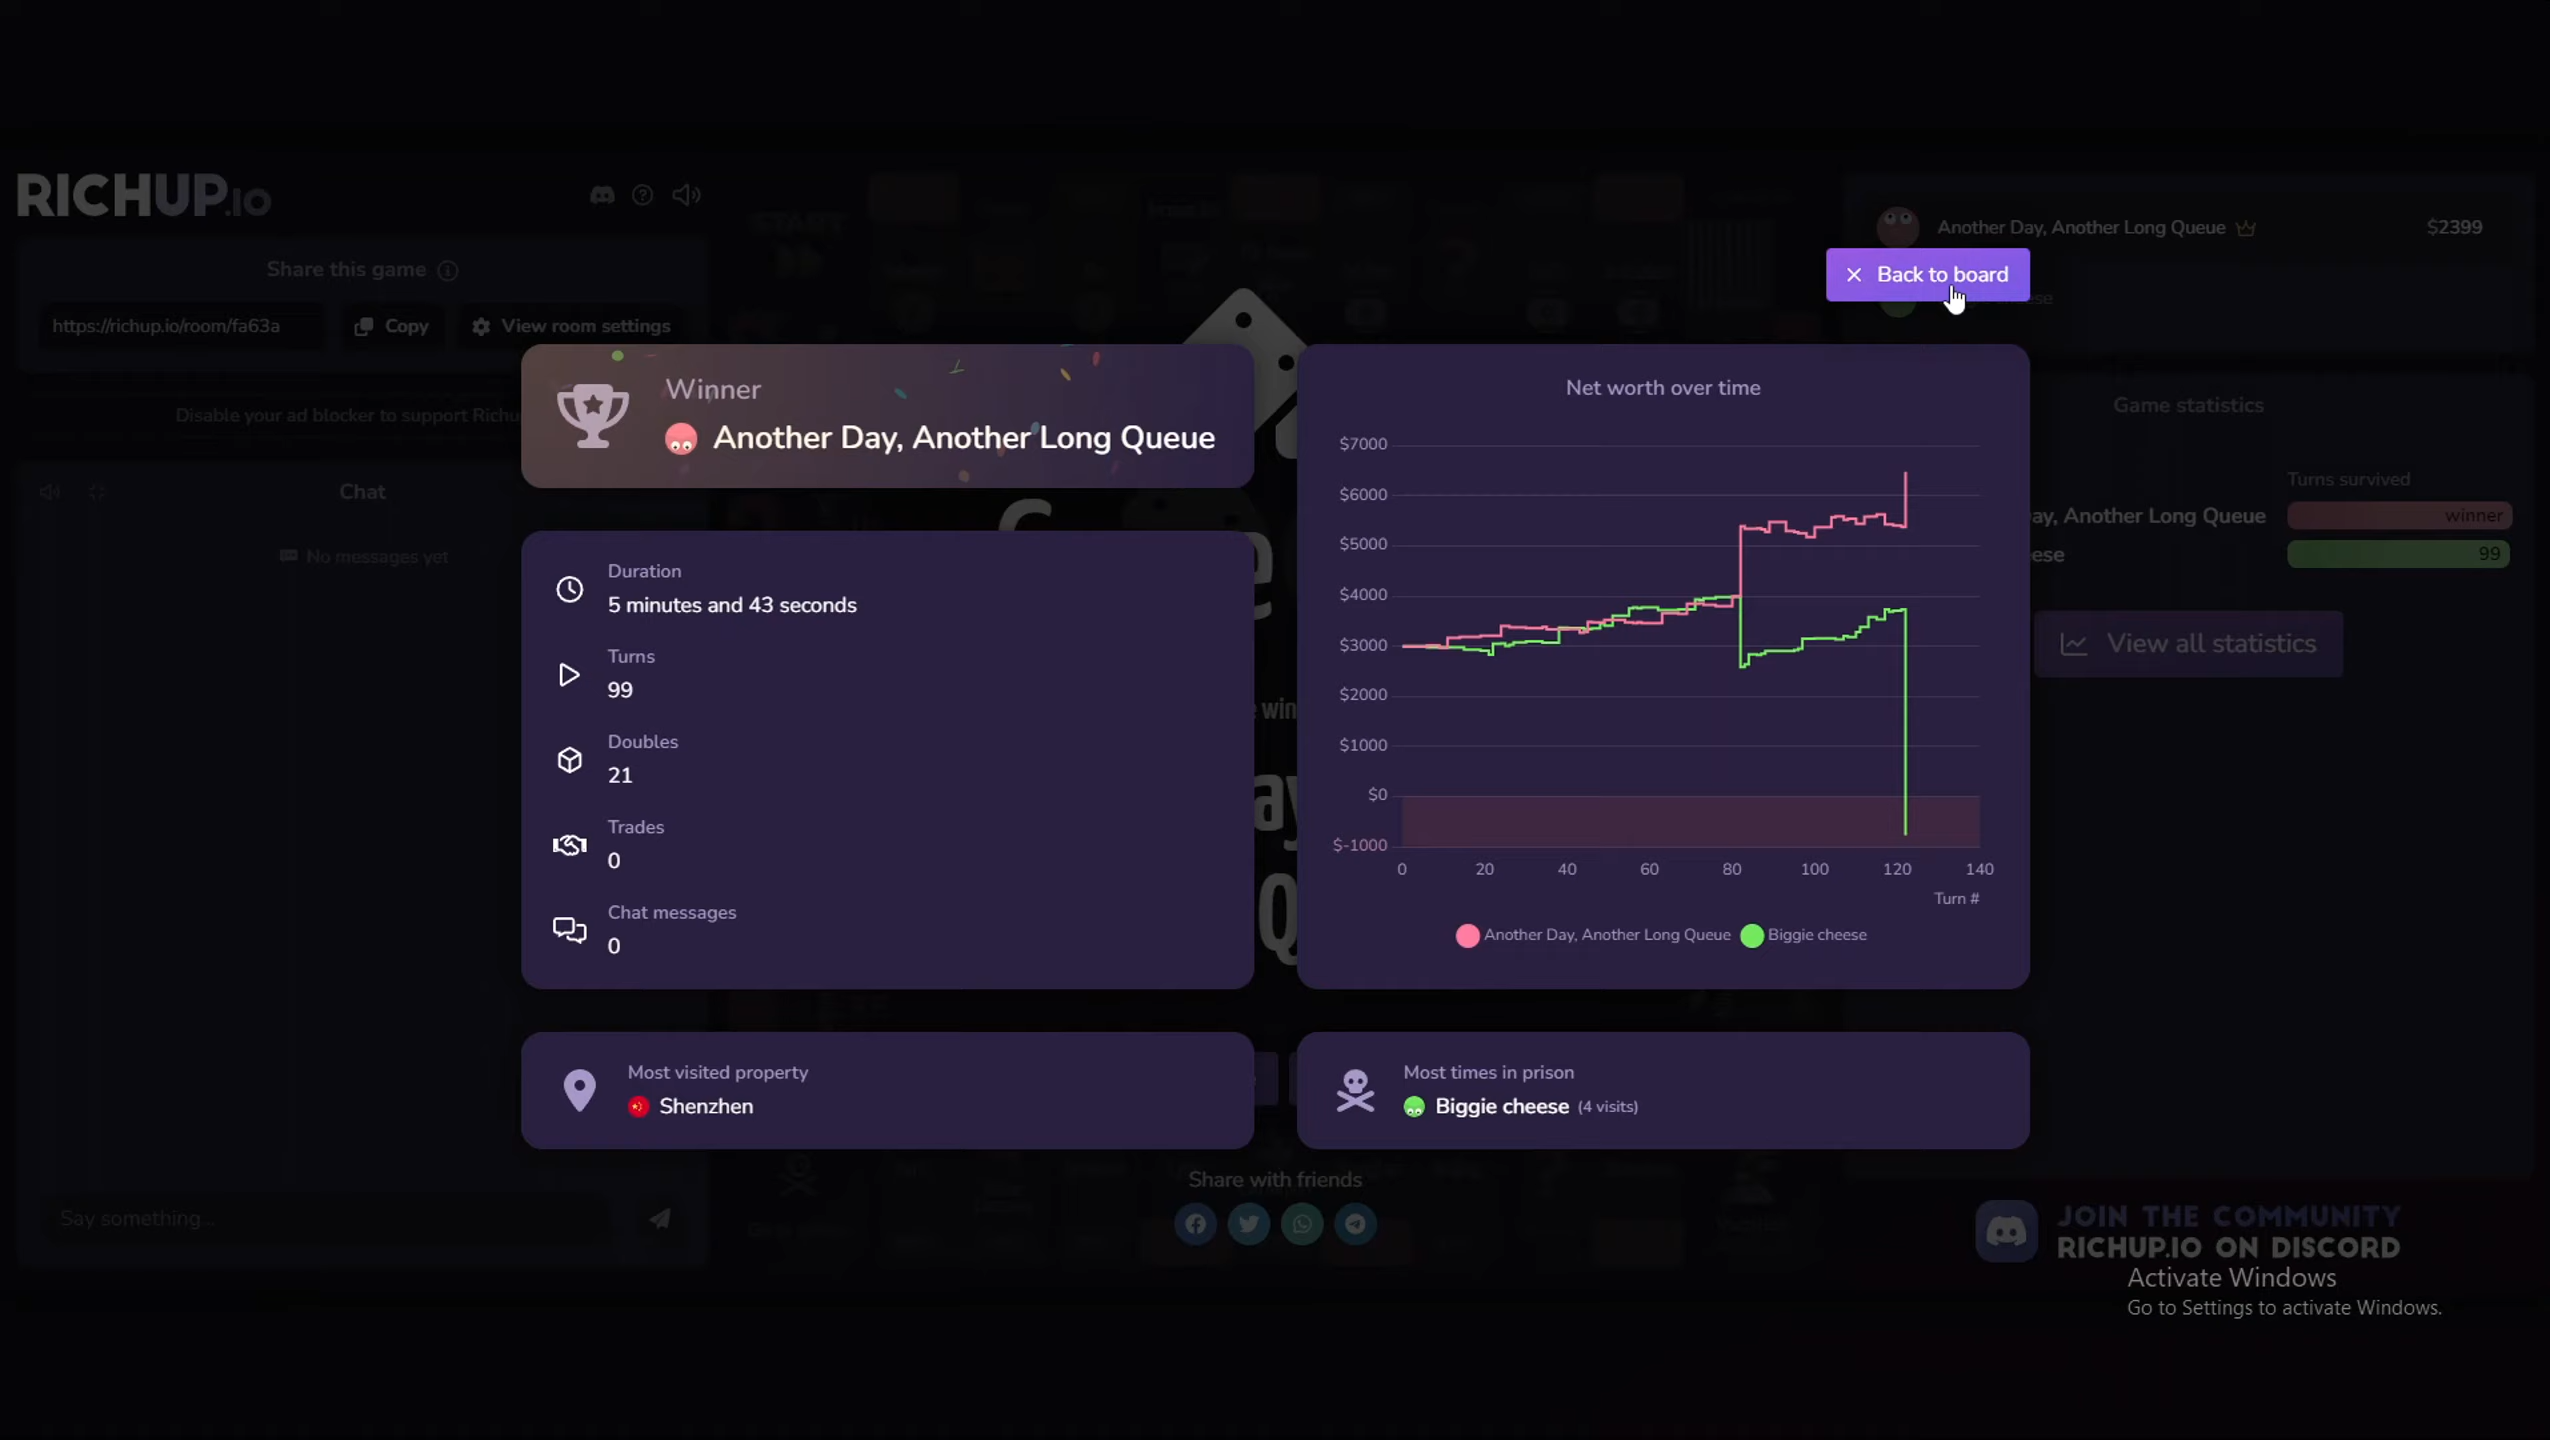 RICHUP.io
Share this game
https://richup.io/room/fa63a
Copy
View room settings
Disable your ad blocker to support Richu
Chat
No messages yet
Say something...
START
Another Day, Another Long Queue
$2399
Back to board
Winner
Another Day, Another Long Queue
Duration
5 minutes and 43 seconds
Turns
99
Doubles
21
Trades
0
Chat messages
0
Net worth over time
$7000
$6000
$5000
$4000
$3000
$2000
$1000
$0
$-1000
0 20 40 60 80 100 120 140
Turn #
Another Day, Another Long Queue
Biggie cheese
Most visited property
Shenzhen
Most times in prison
Biggie cheese (4 visits)
Share with friends
Game statistics
Turns survived
ay, Another Long Queue
winner
ese
99
View all statistics
JOIN THE COMMUNITY
RICHUP.IO ON DISCORD
Activate Windows
Go to Settings to activate Windows.